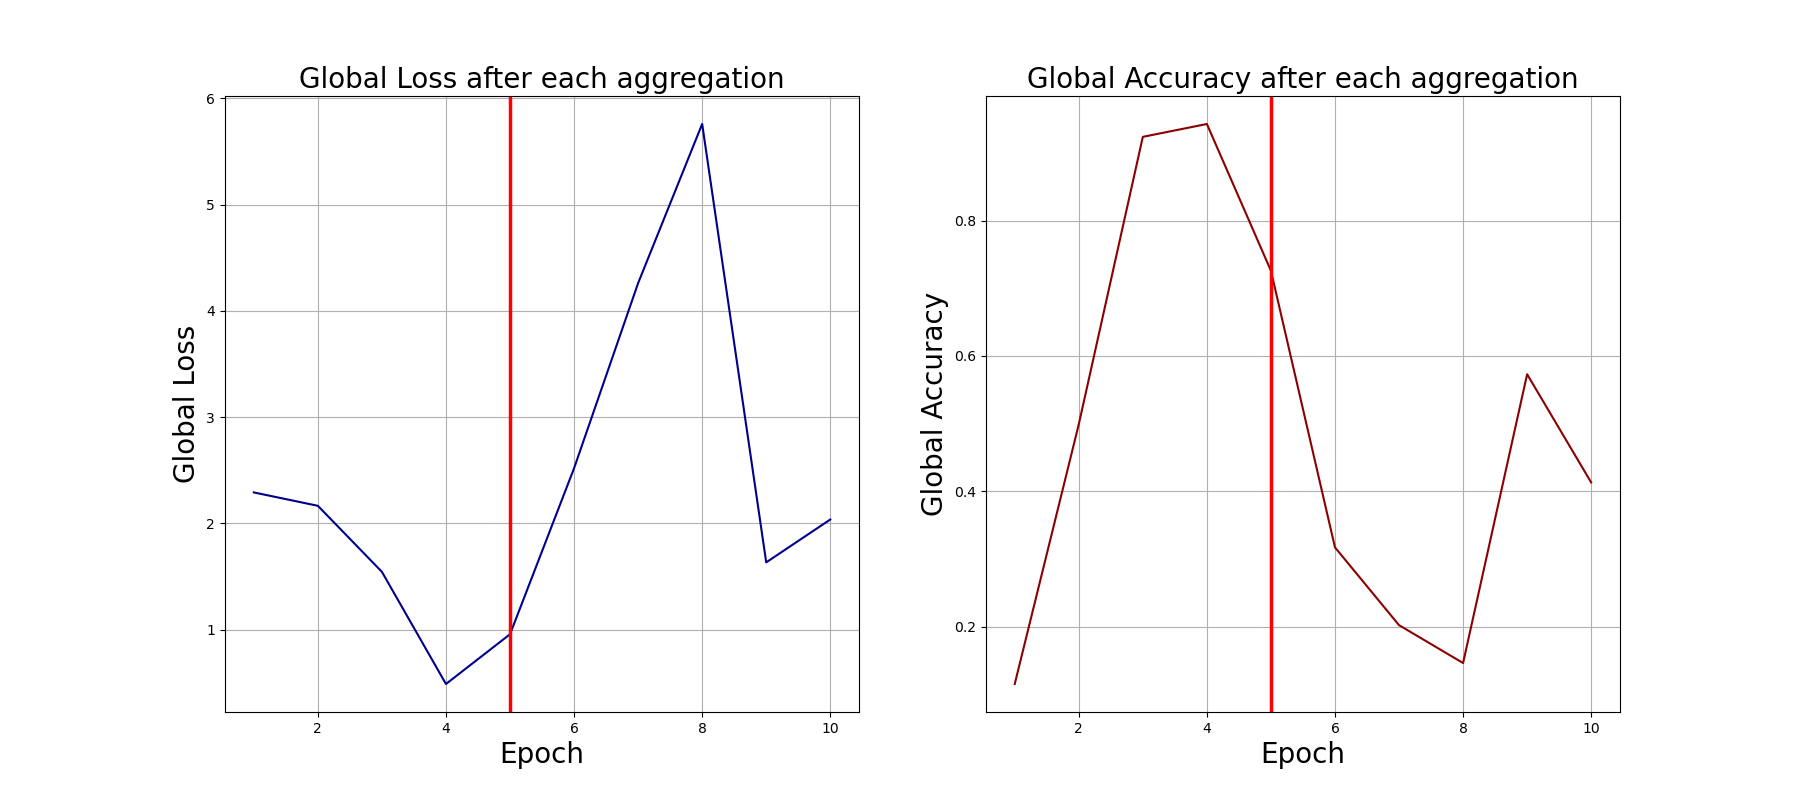 Global Loss after each aggregation
6
5
4
3
2
1
Global Loss
2 4 6 8 10
Epoch
Global Accuracy after each aggregation
0.8
0.6
0.4
0.2
Global Accuracy
2 4 6 8 10
Epoch